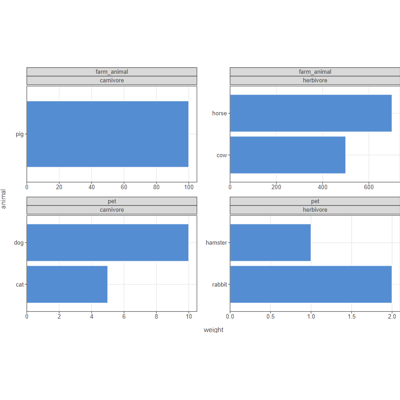 farm_animal
carnivore
pig
0 20 40 60 80 100
farm_animal
herbivore
horse
cow
0 200 400 600
pet
carnivore
dog
cat
0 2 4 6 8 10
pet
herbivore
hamster
rabbit
0.0 0.5 1.0 1.5 2.0
animal
weight